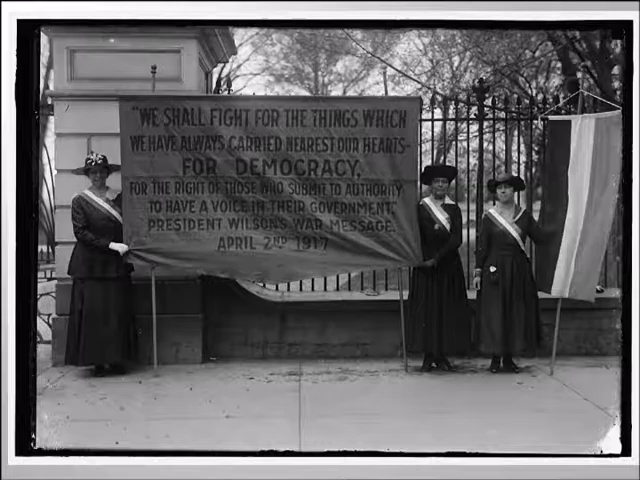 "WE SHALL FIGHT FOR THE THINGS WHICH
WE HAVE ALWAYS CARRIED NEAREST OUR HEARTS-
FOR DEMOCRACY,
FOR THE RIGHT OF THOSE WHO SUBMIT TO AUTHORITY
TO HAVE A VOICE IN THEIR GOVERNMENT."
PRESIDENT WILSON'S WAR MESSAGE.
APRIL 2ND 1917